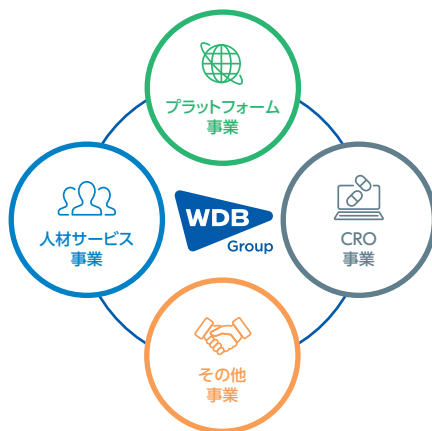 プラットフォーム
事業
人材サービス
事業
WDB
Group
CRO
事業
その他
事業